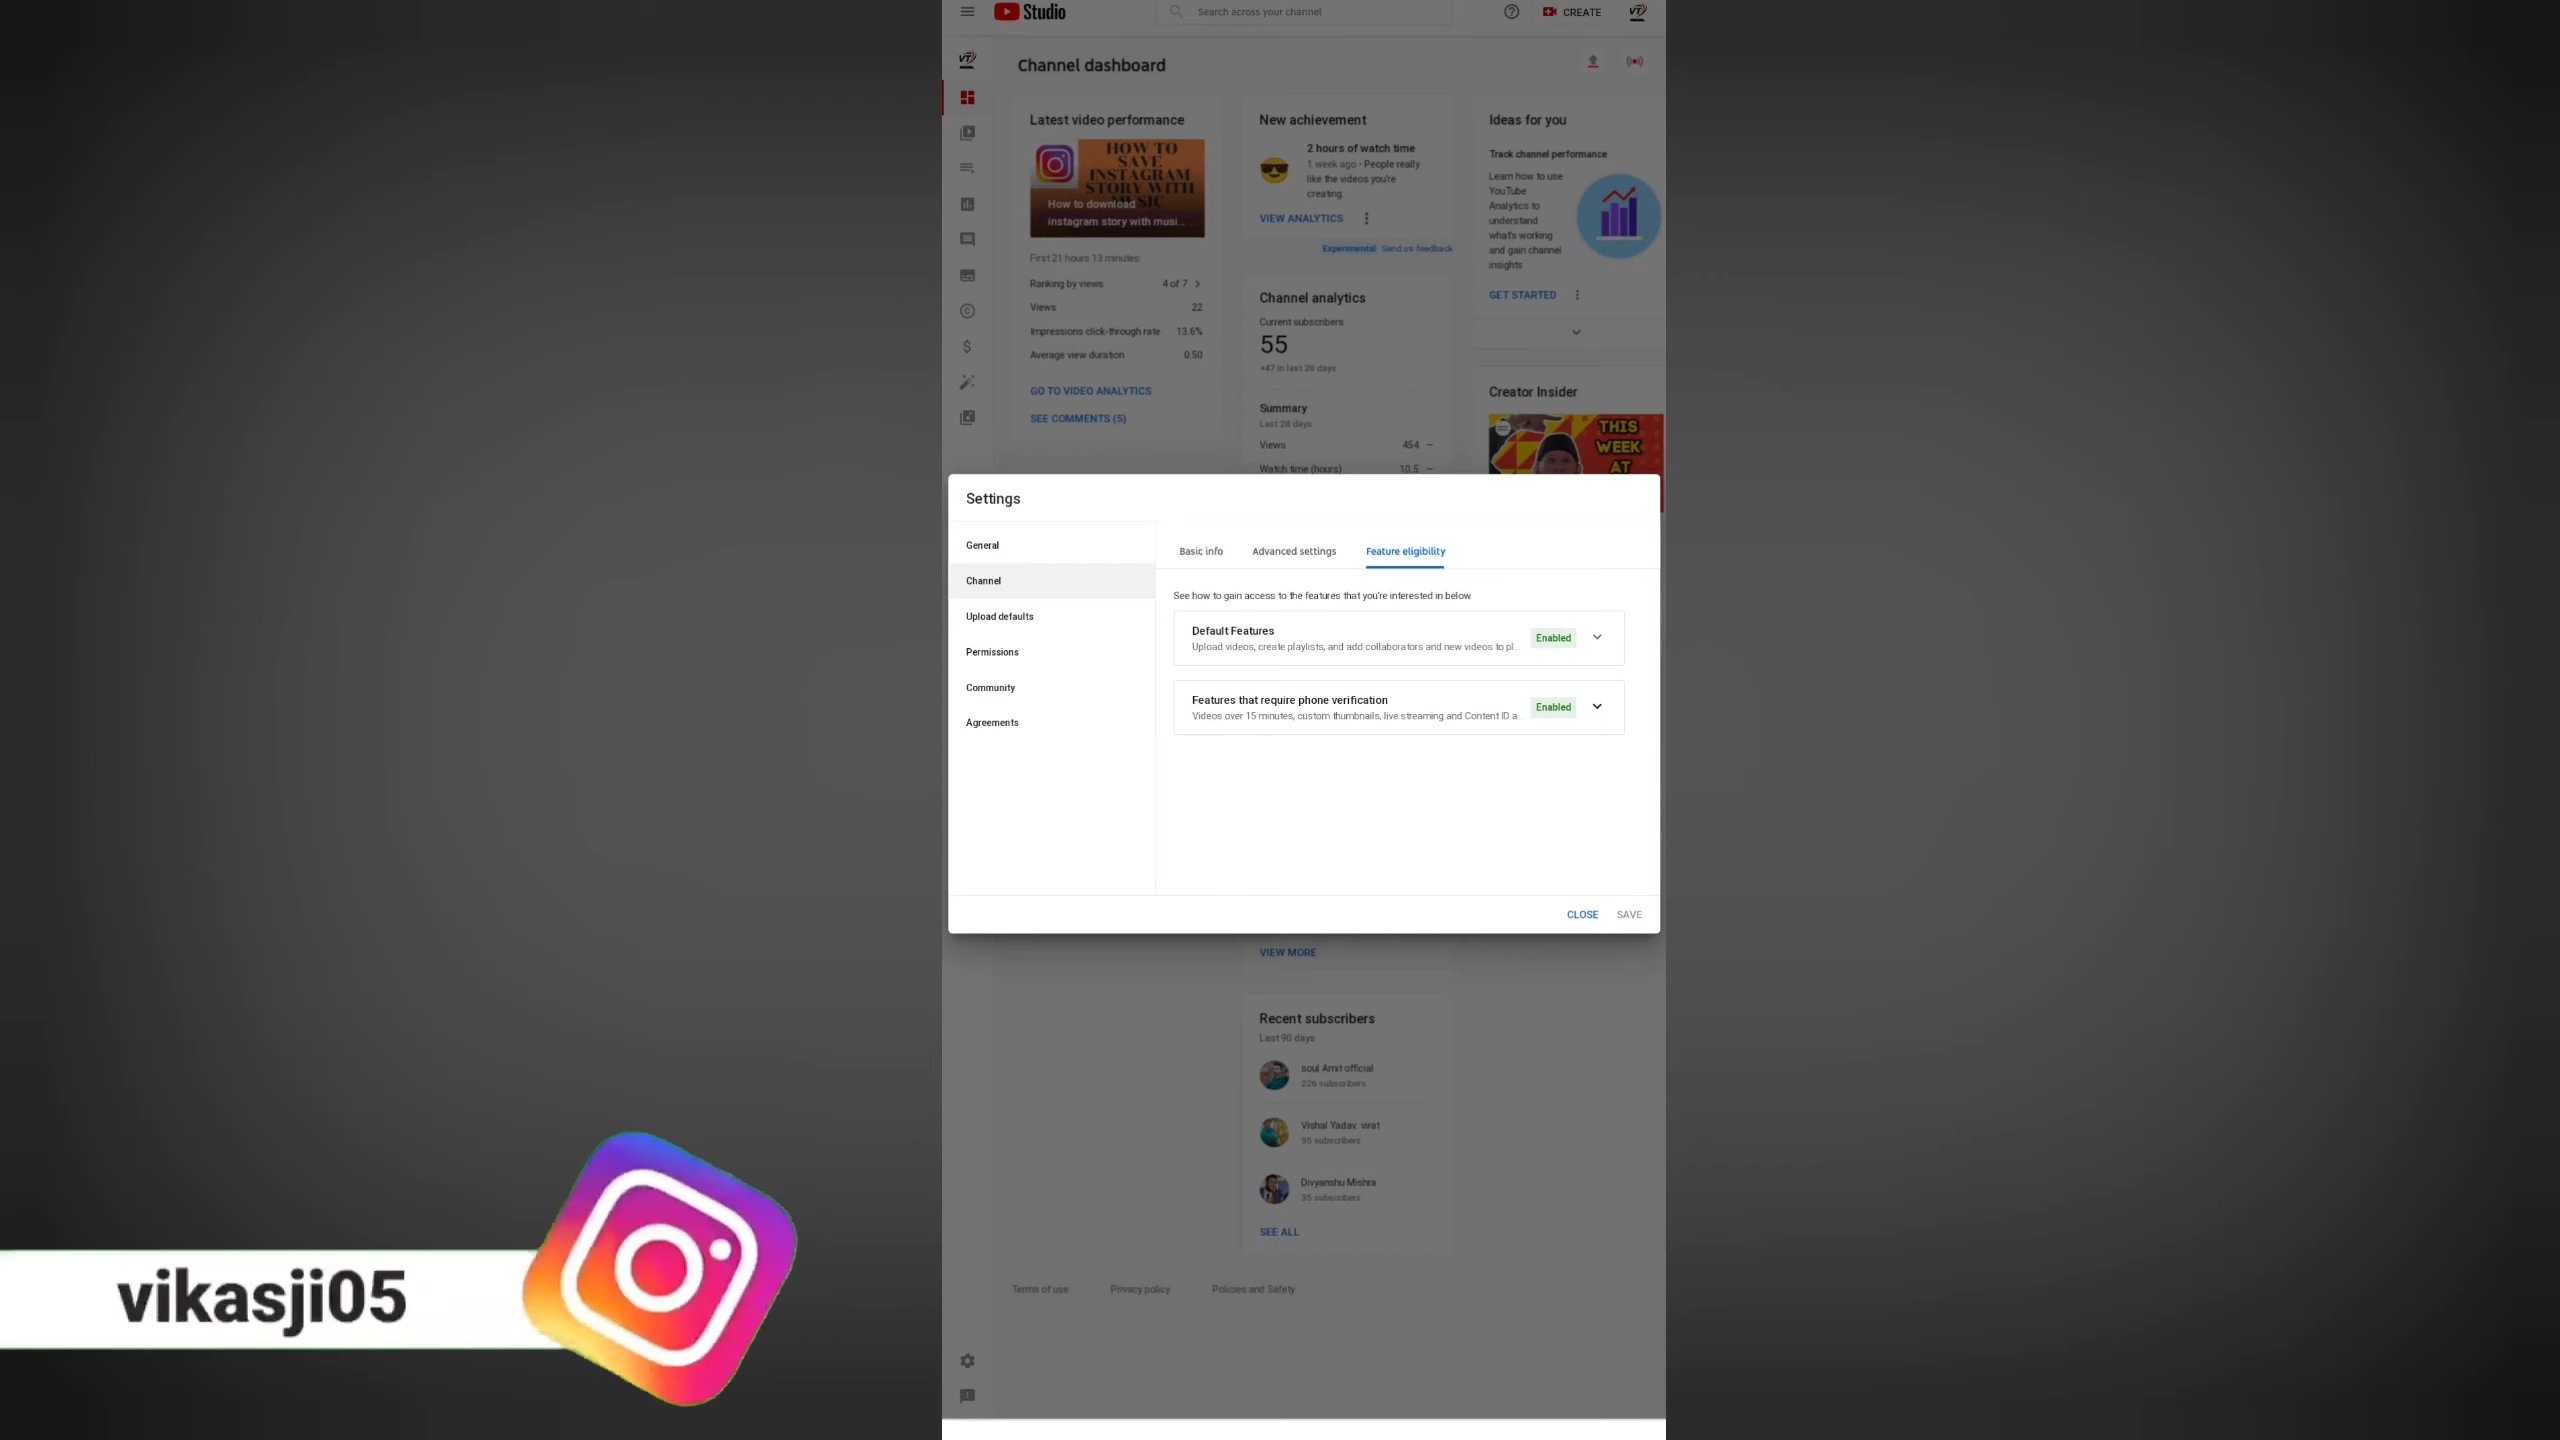 Studio
Search across your channel
CREATE
VT
VT
Channel dashboard
Latest video performance
HOW TO
SAVE
INSTAGRAM
STORY WITH
MUSIC
How to download
instagram story with musi...
First 21 hours 13 minutes:
Ranking by views 4 of 7
Views 22
Impressions click-through rate 13.6%
Average view duration 0:50
GO TO VIDEO ANALYTICS
SEE COMMENTS (5)
New achievement
2 hours of watch time
1 week ago • People really
like the videos you're
creating.
VIEW ANALYTICS
Experimental Send us feedback
Channel analytics
Current subscribers
55
+47 in last 28 days
Summary
Last 28 days
Views 454 —
Watch time (hours) 10.5 —
Ideas for you
Track channel performance
Learn how to use
YouTube
Analytics to
understand
what's working
and gain channel
insights
GET STARTED
Creator Insider
THIS
WEEK
AT
Settings
General
Channel
Upload defaults
Permissions
Community
Agreements
Basic info
Advanced settings
Feature eligibility
See how to gain access to the features that you're interested in below.
Default Features
Upload videos, create playlists, and add collaborators and new videos to pl...
Enabled
Features that require phone verification
Videos over 15 minutes, custom thumbnails, live streaming and Content ID a...
Enabled
CLOSE
SAVE
VIEW MORE
Recent subscribers
Last 90 days
soul Amit official
226 subscribers
Vishal Yadav. virat
95 subscribers
Divyanshu Mishra
35 subscribers
SEE ALL
Terms of use
Privacy policy
Policies and Safety
vikasji05